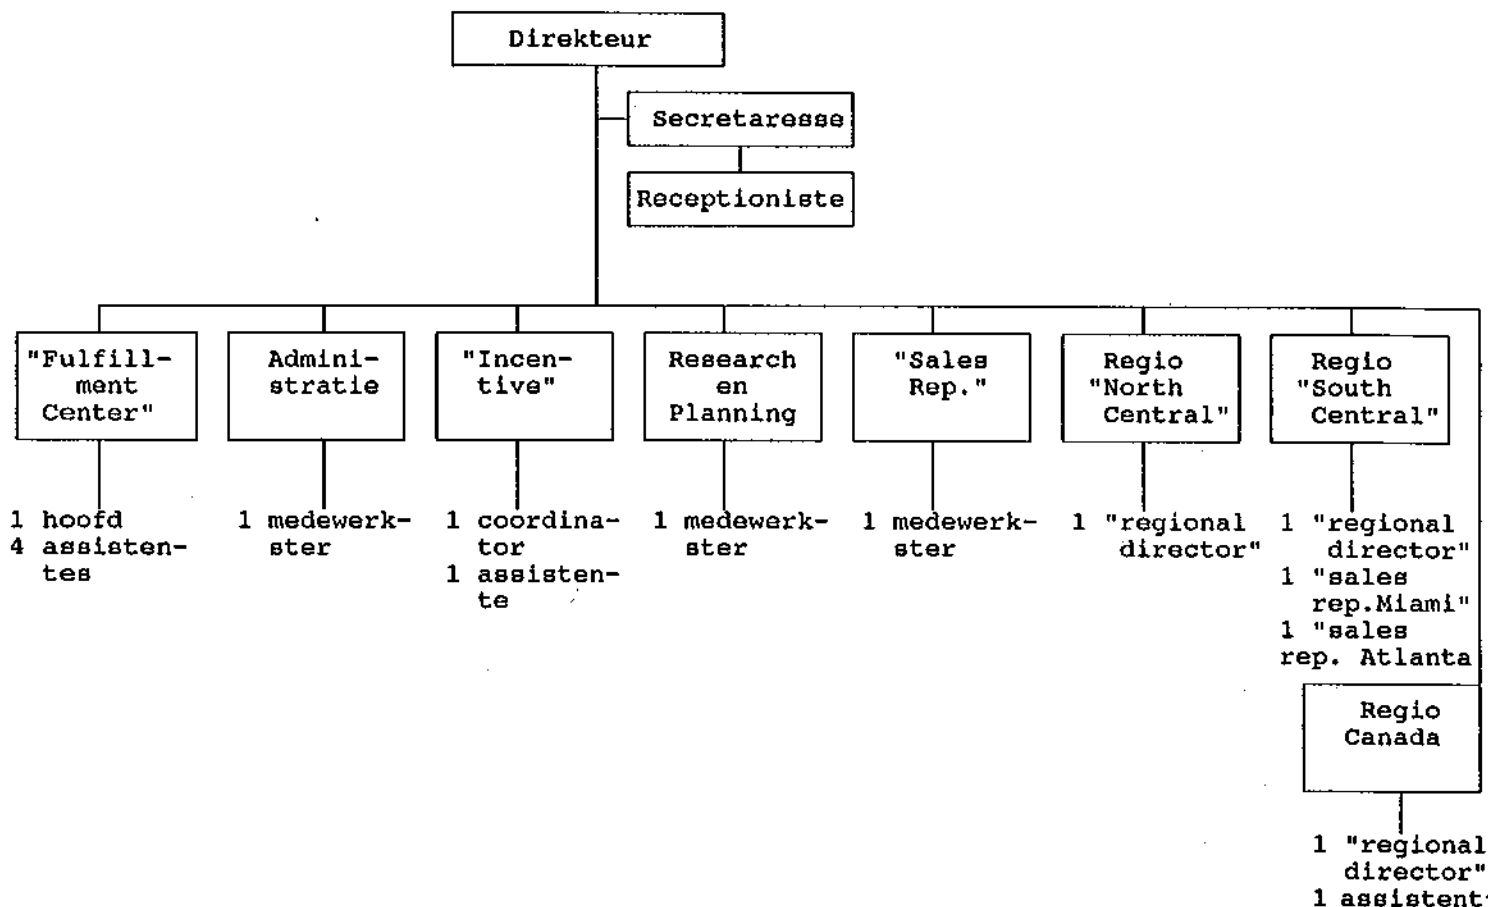 Direkteur
Secretaresse
Receptioniste
"Fulfill-
ment
Center"
Admini-
stratie
"Incen-
tive"
Research
en
Planning
"Sales
Rep."
Regio
"North
Central"
Regio
"South
Central"
1 hoofd
4 assisten-
tes
1 medewerk-
ster
1 coordina-
tor
1 assisten-
te
1 medewerk-
ster
1 medewerk-
ster
1 "regional
director"
1 "regional
director"
1 "sales
rep.Miami"
1 "sales
rep. Atlanta
Regio
Canada
1 "regional
director"
1 assistent